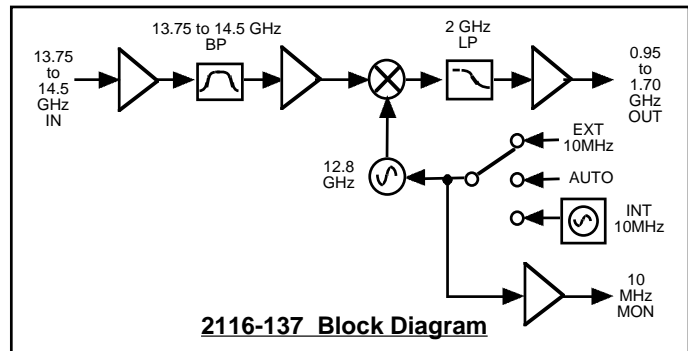 13.75 to 14.5 GHz
BP
2 GHz
LP
13.75
to
14.5
GHz
IN
0.95
to
1.70
GHz
OUT
12.8
GHz
EXT
10MHz
AUTO
INT
10MHz
10
MHz
MON
2116-137 Block Diagram